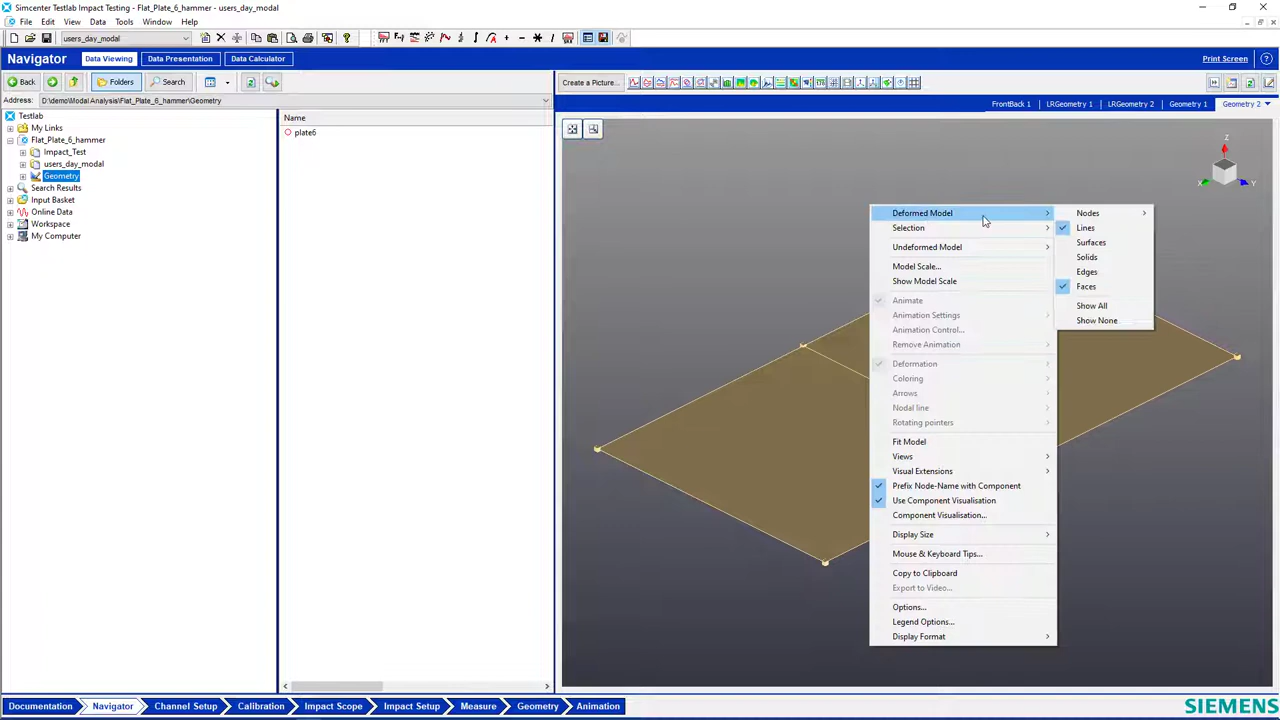 Simcenter Testlab Impact Testing - Flat_Plate_6_hammer - users_day_modal
File Edit View Data Tools Window Help
users_day_modal
Navigator Data Viewing Data Presentation Data Calculator Print Screen
Back Folders Search Create a Picture...
Address: D:\demo\Modal Analysis\Flat_Plate_6_hammer\Geometry
FrontBack 1 LRGeometry 1 LRGeometry 2 Geometry 1 Geometry 2
Testlab
My Links
Flat_Plate_6_hammer
Impact_Test
users_day_modal
Geometry
Search Results
Input Basket
Online Data
Workspace
My Computer
Name
plate6
Z
X Y
Deformed Model
Selection
Undeformed Model
Model Scale...
Show Model Scale
Animate
Animation Settings
Animation Control...
Remove Animation
Deformation
Coloring
Arrows
Nodal line
Rotating pointers
Fit Model
Views
Visual Extensions
Prefix Node-Name with Component
Use Component Visualisation
Component Visualisation...
Display Size
Mouse & Keyboard Tips...
Copy to Clipboard
Export to Video...
Options...
Legend Options...
Display Format
Nodes
Lines
Surfaces
Solids
Edges
Faces
Show All
Show None
Documentation Navigator Channel Setup Calibration Impact Scope Impact Setup Measure Geometry Animation
SIEMENS